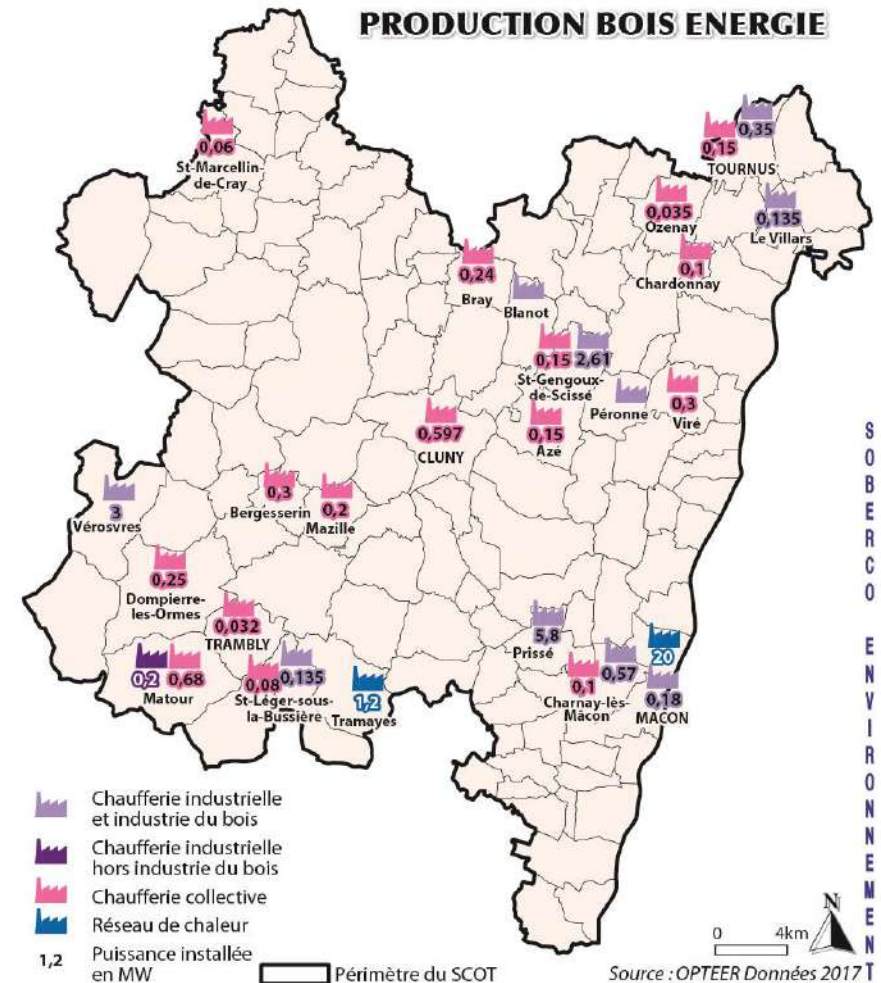 PRODUCTION BOIS ENERGIE
0,06
St-Marcellin-
de-Cray
0,35
0,15
TOURNUS
0,035
Ozenay
0,135
Le Villars
0,24
Bray
0,1
Chardonnay
Blanot
0,15 2,61
St-Gengoux-
de-Scissé
Péronne
0,3
Viré
0,597
CLUNY
0,15
Azé
3
Vérosvres
0,3
Bergesserin
0,2
Mazille
0,25
Dompierre-
les-Ormes
0,032
TRAMBLY
5,8
Prissé
20
0,2 0,68
Matour
0,08 0,135
St-Léger-sous-
la-Bussière
1,2
Tramayes
0,1 0,57
Charnay-lès-
Mâcon
0,18
MACON
Chaufferie industrielle
et industrie du bois
Chaufferie industrielle
hors industrie du bois
Chaufferie collective
Réseau de chaleur
1,2 Puissance installée
en MW
Périmètre du SCOT
N
0 4km
Source : OPTEER Données 2017
SOBERCO ENVIRONNEMENT